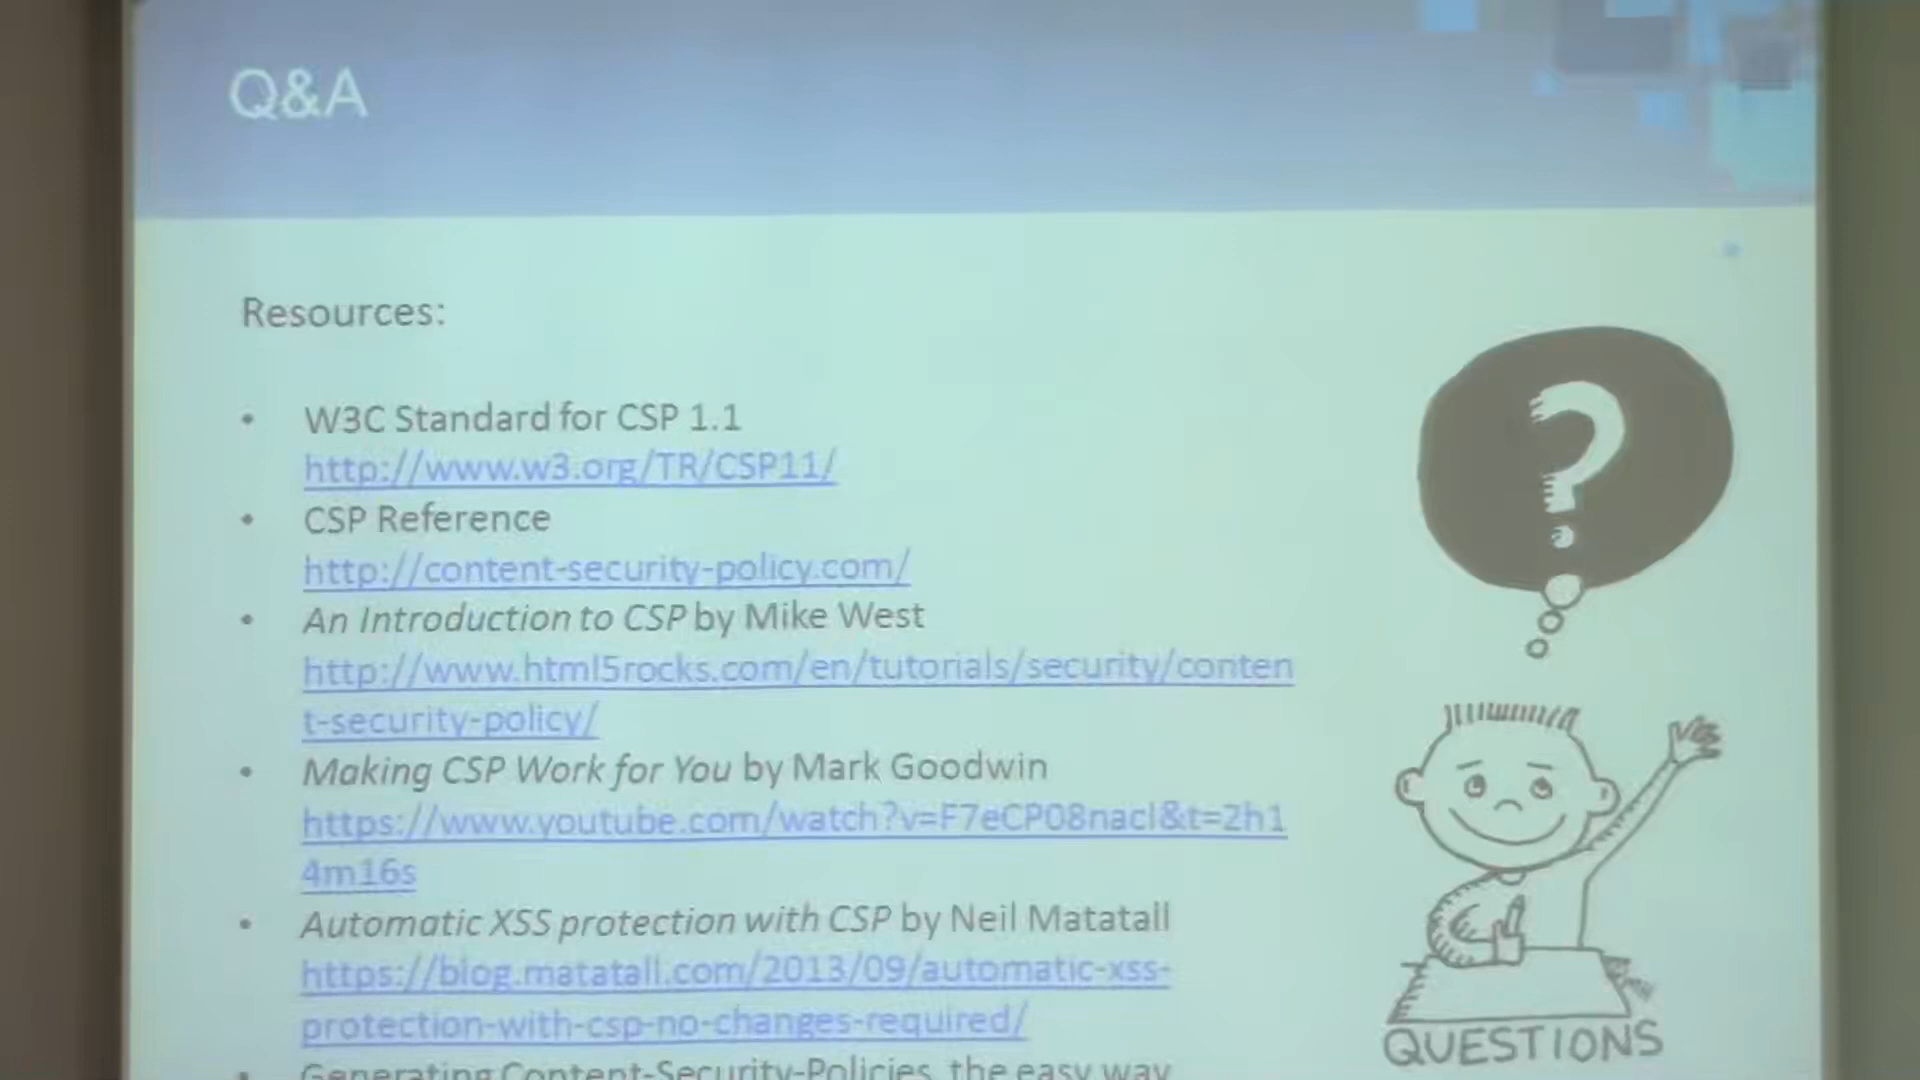 Q&A
Resources:
• W3C Standard for CSP 1.1
http://www.w3.org/TR/CSP11/
• CSP Reference
http://content-security-policy.com/
• An Introduction to CSP by Mike West
http://www.html5rocks.com/en/tutorials/security/conten
t-security-policy/
• Making CSP Work for You by Mark Goodwin
https://www.youtube.com/watch?v=F7eCP08nacI&t=2h1
4m16s
• Automatic XSS protection with CSP by Neil Matatall
https://blog.matatall.com/2013/09/automatic-xss-
protection-with-csp-no-changes-required/
• Generating Content-Security-Policies, the easy way
QUESTIONS